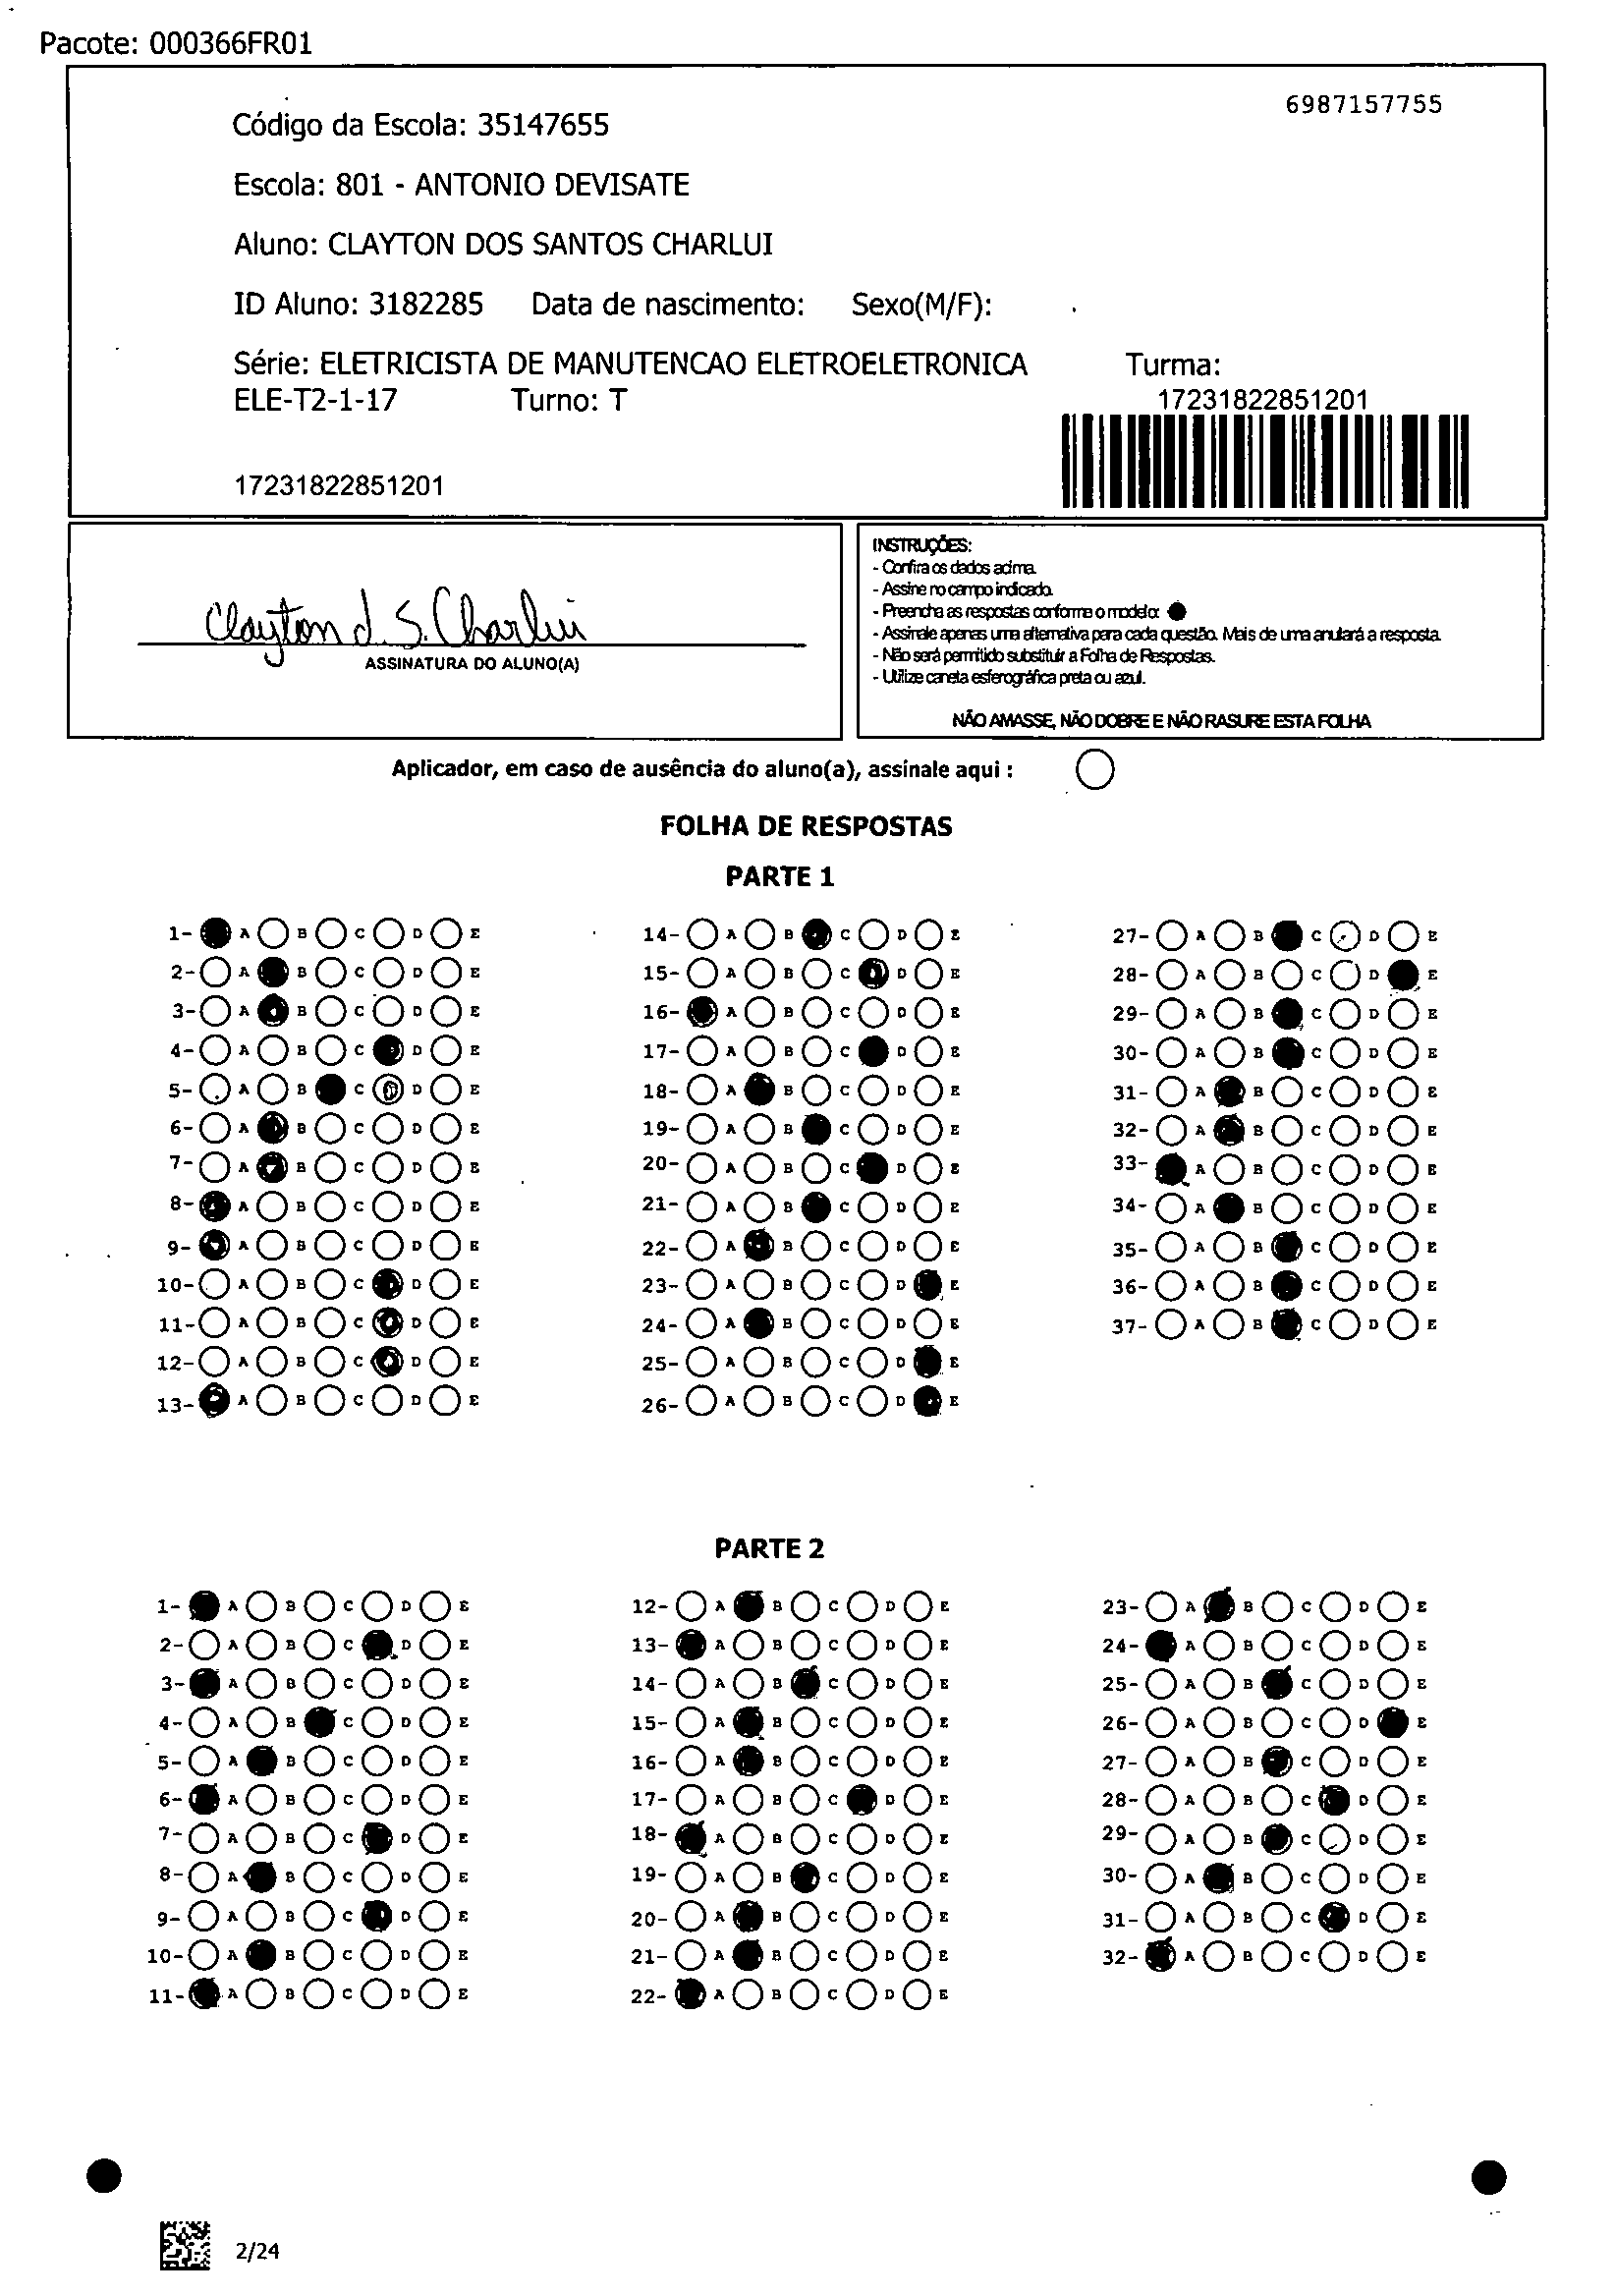 Pacote: 000366FR01
6987157755
Código da Escola: 35147655
Escola: 801 - ANTONIO DEVISATE
Aluno: CLAYTON DOS SANTOS CHARLUI
ID Aluno: 3182285 Data de nascimento: Sexo(M/F):
Série: ELETRICISTA DE MANUTENCAO ELETROELETRONICA Turma:
ELE-T2-1-17 Turno: T 17231822851201
17231822851201
Clayton d. S. Charlui
ASSINATURA DO ALUNO(A)
INSTRUÇÕES:
- Confira os dados acima.
- Assine no campo indicado.
- Preencha as respostas conforme o modelo:
- Assinale apenas uma alternativa para cada questão. Mais de uma anulará a resposta.
- Não será permitido substituir a Folha de Respostas.
- Utilize caneta esferográfica preta ou azul.
NÃO AMASSE, NÃO DOBRE E NÃO RASURE ESTA FOLHA
Aplicador, em caso de ausência do aluno(a), assinale aqui :
FOLHA DE RESPOSTAS
PARTE 1
1- A B C D E
2- A B C D E
3- A B C D E
4- A B C D E
5- A B C D E
6- A B C D E
7- A B C D E
8- A B C D E
9- A B C D E
10- A B C D E
11- A B C D E
12- A B C D E
13- A B C D E
14- A B C D E
15- A B C D E
16- A B C D E
17- A B C D E
18- A B C D E
19- A B C D E
20- A B C D E
21- A B C D E
22- A B C D E
23- A B C D E
24- A B C D E
25- A B C D E
26- A B C D E
27- A B C D E
28- A B C D E
29- A B C D E
30- A B C D E
31- A B C D E
32- A B C D E
33- A B C D E
34- A B C D E
35- A B C D E
36- A B C D E
37- A B C D E
PARTE 2
1- A B C D E
2- A B C D E
3- A B C D E
4- A B C D E
5- A B C D E
6- A B C D E
7- A B C D E
8- A B C D E
9- A B C D E
10- A B C D E
11- A B C D E
12- A B C D E
13- A B C D E
14- A B C D E
15- A B C D E
16- A B C D E
17- A B C D E
18- A B C D E
19- A B C D E
20- A B C D E
21- A B C D E
22- A B C D E
23- A B C D E
24- A B C D E
25- A B C D E
26- A B C D E
27- A B C D E
28- A B C D E
29- A B C D E
30- A B C D E
31- A B C D E
32- A B C D E
2/24